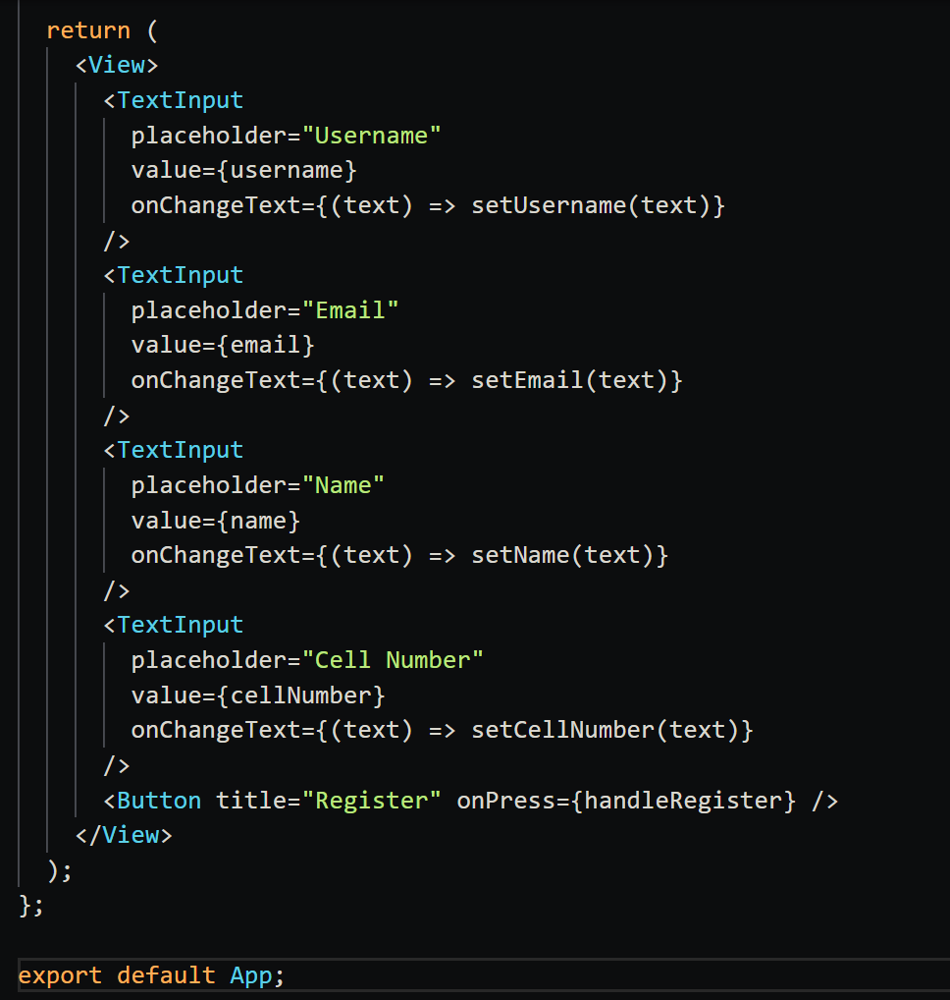 return (
<View>
<TextInput
placeholder="Username"
value={username}
onChangeText={(text) => setUsername(text)}
/>
<TextInput
placeholder="Email"
value={email}
onChangeText={(text) => setEmail(text)}
/>
<TextInput
placeholder="Name"
value={name}
onChangeText={(text) => setName(text)}
/>
<TextInput
placeholder="Cell Number"
value={cellNumber}
onChangeText={(text) => setCellNumber(text)}
/>
<Button title="Register" onPress={handleRegister} />
</View>
);
};
export default App;